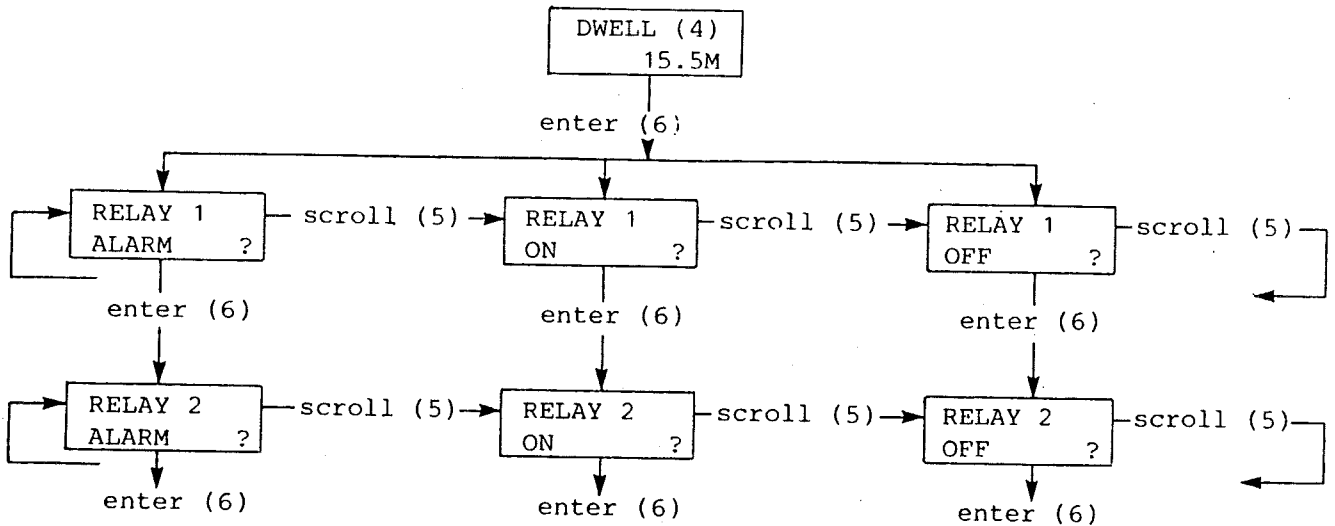 DWELL (4)
15.5M
enter (6)
RELAY 1
ALARM ?
scroll (5)
RELAY 1
ON ?
scroll (5)
RELAY 1
OFF ?
scroll (5)
enter (6)
enter (6)
enter (6)
RELAY 2
ALARM ?
scroll (5)
RELAY 2
ON ?
scroll (5)
RELAY 2
OFF ?
scroll (5)
enter (6)
enter (6)
enter (6)